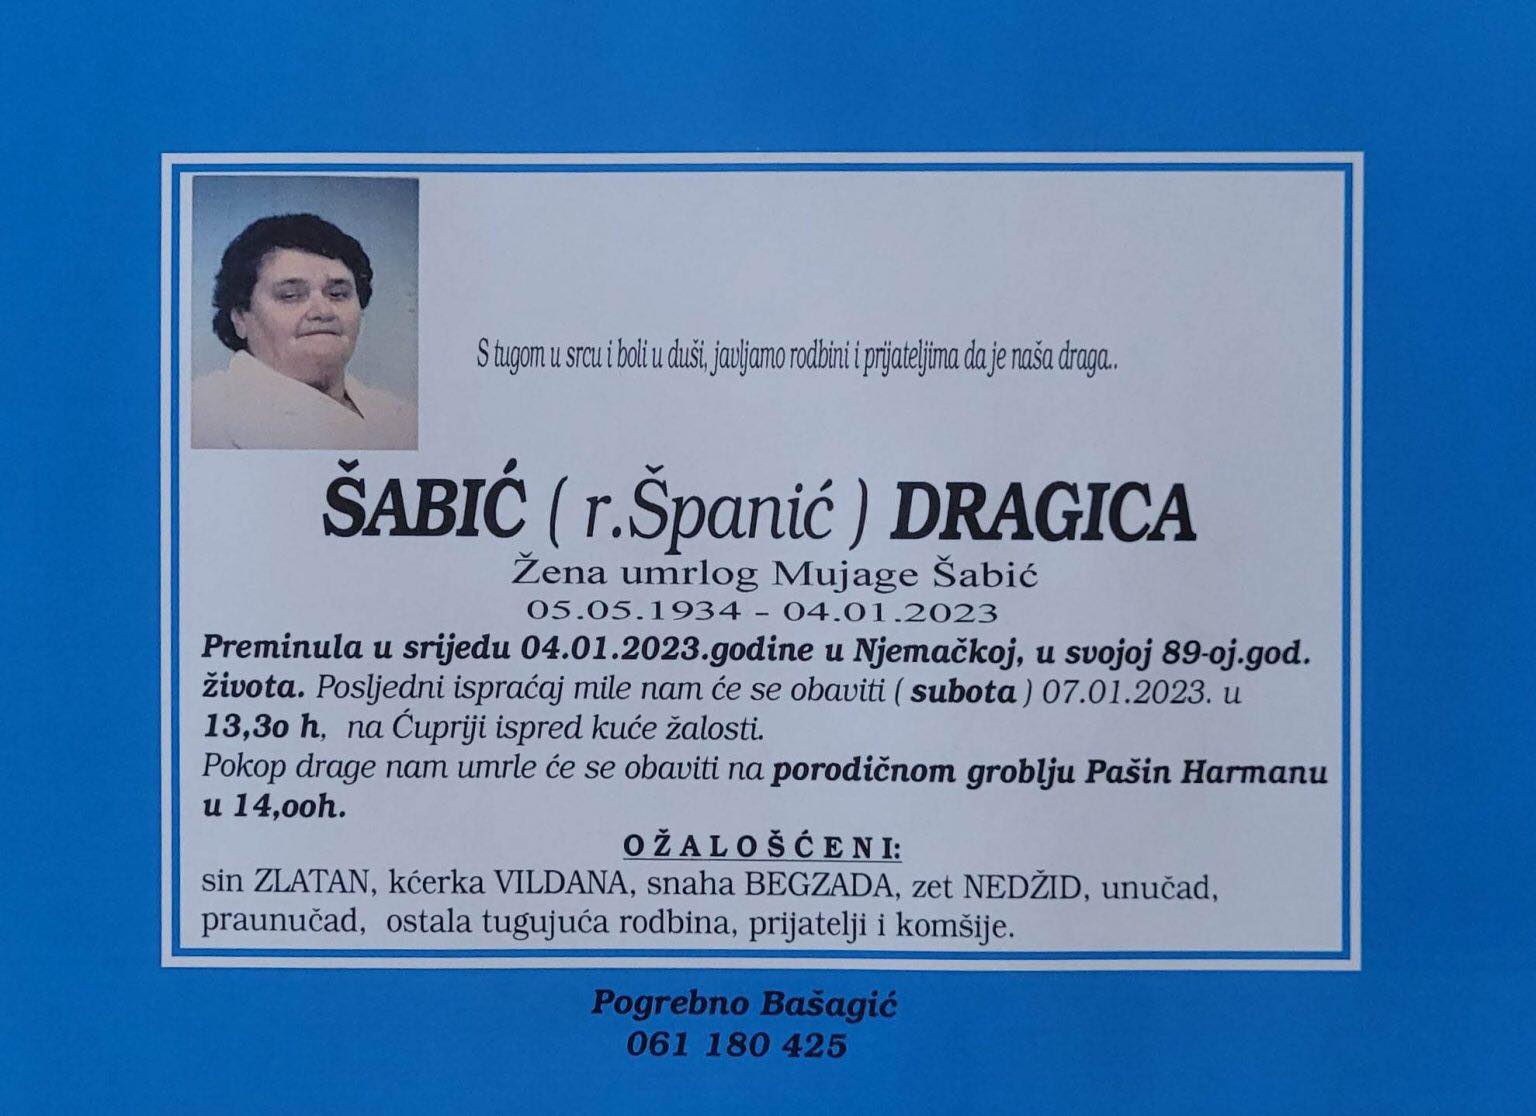 S tugom u srcu i boli u duši, javljamo rodbini i prijateljima da je naša draga..
ŠABIĆ ( r.Španić ) DRAGICA
Žena umrlog Mujage Šabić
05.05.1934 - 04.01.2023
Preminula u srijedu 04.01.2023.godine u Njemačkoj, u svojoj 89-oj.god.
života. Posljedni ispraćaj mile nam će se obaviti ( subota ) 07.01.2023. u
13,3o h, na Ćupriji ispred kuće žalosti.
Pokop drage nam umrle će se obaviti na porodičnom groblju Pašin Harmanu
u 14,ooh.
OŽALOŠĆENI:
sin ZLATAN, kćerka VILDANA, snaha BEGZADA, zet NEDŽID, unučad,
praunučad, ostala tugujuća rodbina, prijatelji i komšije.
Pogrebno Bašagić
061 180 425